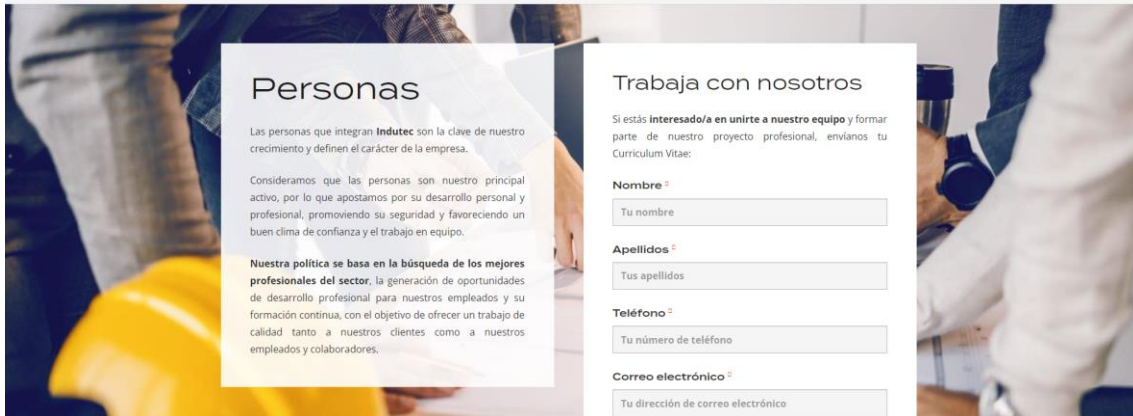 Personas
Las personas que integran Indutec son la clave de nuestro
crecimiento y definen el carácter de la empresa.
Consideramos que las personas son nuestro principal
activo, por lo que apostamos por su desarrollo personal y
profesional, promoviendo su seguridad y favoreciendo un
buen clima de confianza y el trabajo en equipo.
Nuestra política se basa en la búsqueda de los mejores
profesionales del sector, la generación de oportunidades
de desarrollo profesional para nuestros empleados y su
formación continua, con el objetivo de ofrecer un trabajo de
calidad tanto a nuestros clientes como a nuestros
empleados y colaboradores.
Trabaja con nosotros
Si estás interesado/a en unirte a nuestro equipo y formar
parte de nuestro proyecto profesional, envíanos tu
Curriculum Vitae:
Nombre
Tu nombre
Apellidos
Tus apellidos
Teléfono
Tu número de teléfono
Correo electrónico
Tu dirección de correo electrónico